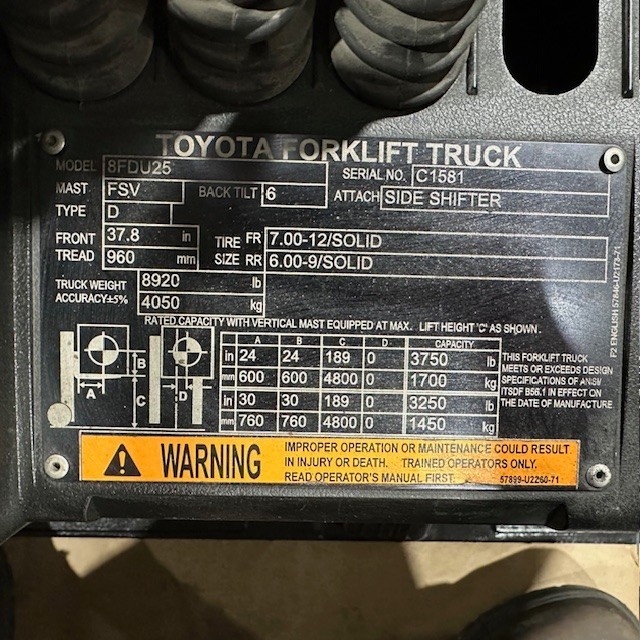 TOYOTA FORKLIFT TRUCK
MODEL 8FDU25 SERIAL NO. C1581
MAST FSV BACK TILT 6 ATTACH SIDE SHIFTER
TYPE D
FRONT TREAD 37.8 in
960 mm
TIRE SIZE FR 7.00-12/SOLID
RR 6.00-9/SOLID
TRUCK WEIGHT 8920 lb
ACCURACY±5% 4050 kg
RATED CAPACITY WITH VERTICAL MAST EQUIPPED AT MAX. LIFT HEIGHT "C" AS SHOWN.
A B C D CAPACITY
in 24 24 189 0 3750 lb
mm 600 600 4800 0 1700 kg
in 30 30 189 0 3250 lb
mm 760 760 4800 0 1450 kg
B
A
C
D
THIS FORKLIFT TRUCK
MEETS OR EXCEEDS DESIGN
SPECIFICATIONS OF ANSI/
ITSDF B56.1 IN EFFECT ON
THE DATE OF MANUFACTURE
WARNING
IMPROPER OPERATION OR MAINTENANCE COULD RESULT
IN INJURY OR DEATH. TRAINED OPERATORS ONLY.
READ OPERATOR'S MANUAL FIRST. 57899-U2260-71
F2 ENGLISH